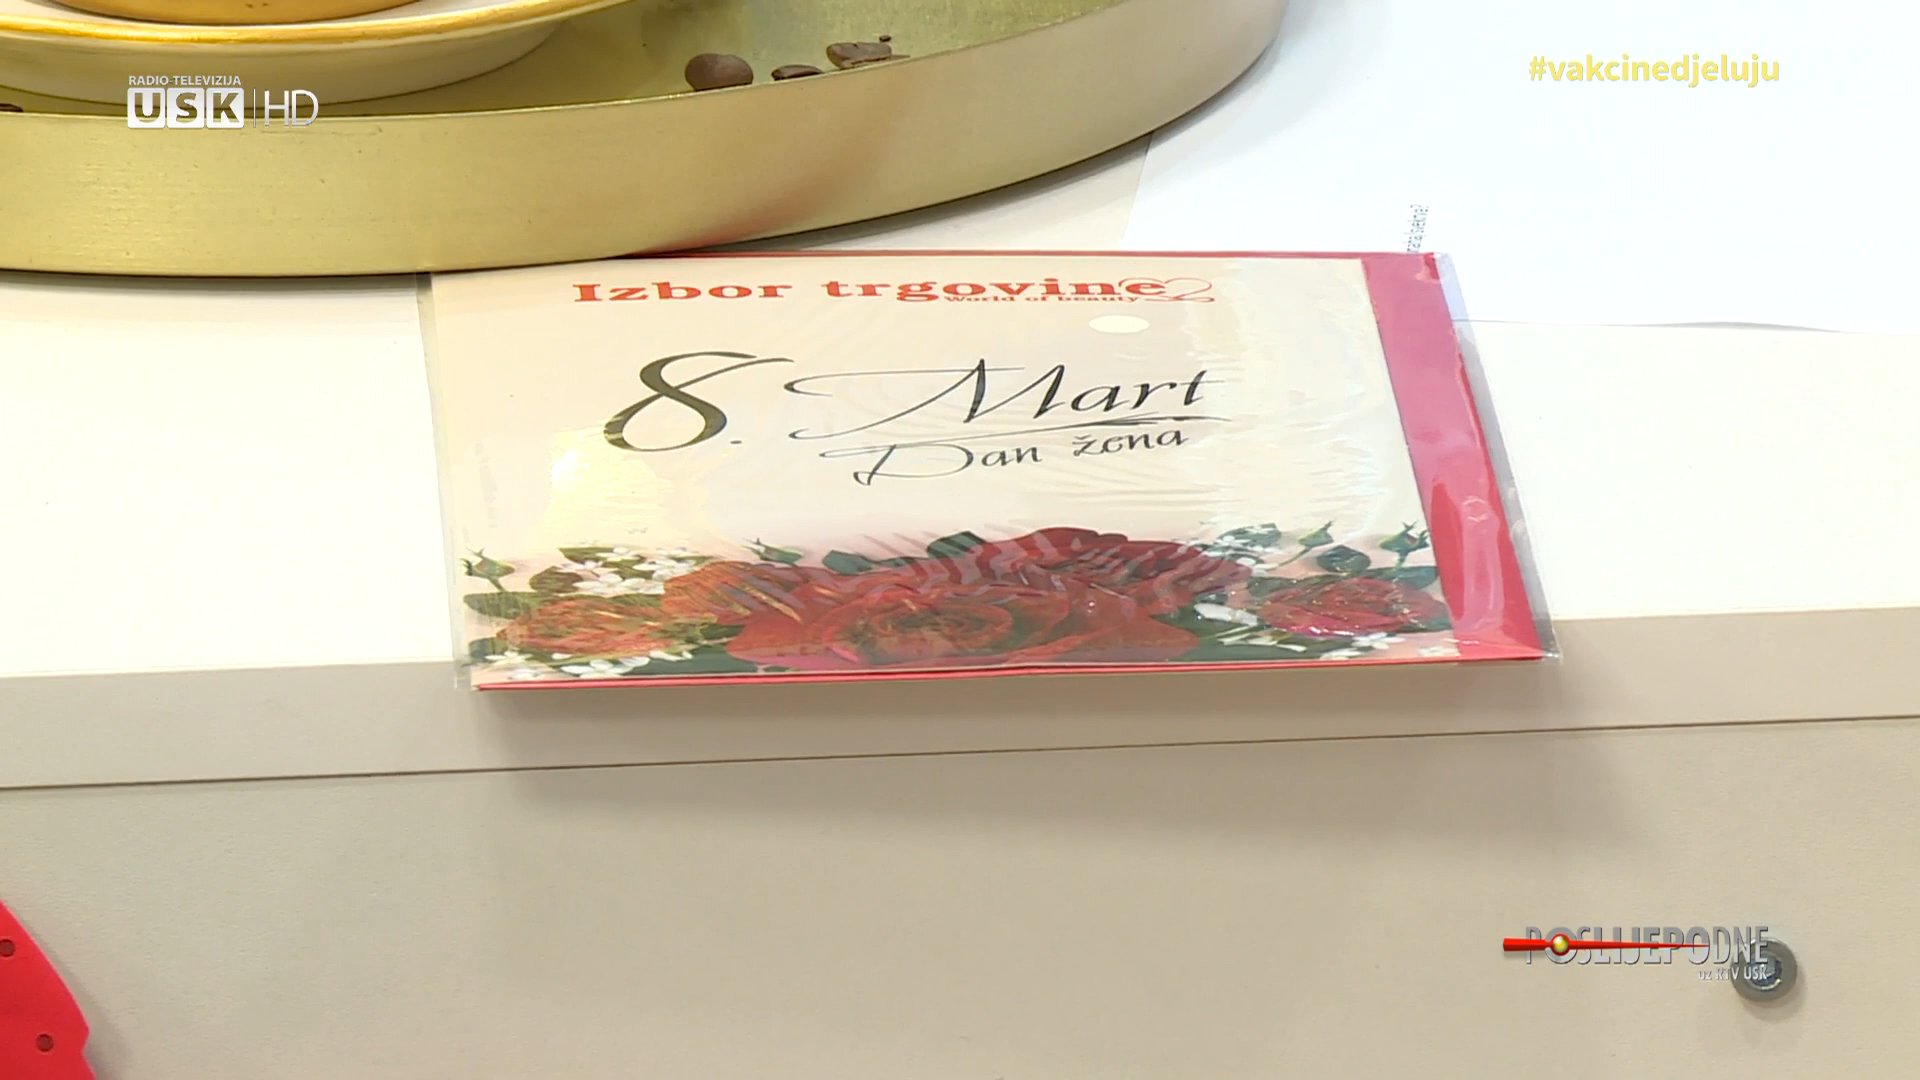 RADIO-TELEVIZIJA
USK HD
#vakcinedjeluju
Izbor trgovine
World of beauty
8. Mart
Dan žena
POSLIJEPODNE
uz RTV USK